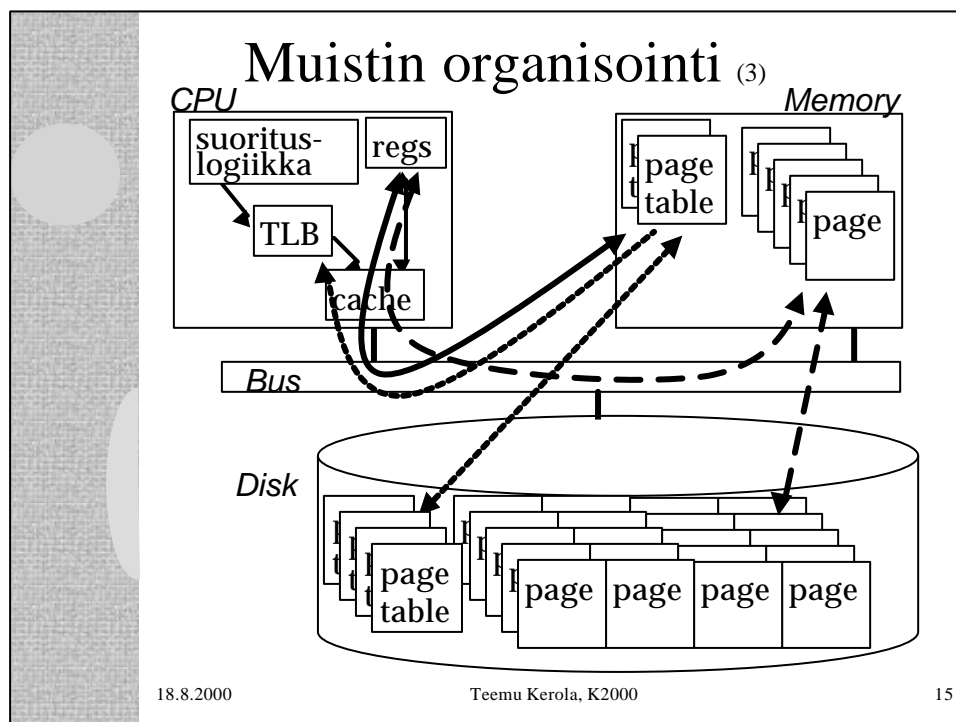 Muistin organisointi (3)
CPU
Memory
suoritus-
logiikka
regs
TLB
cache
page
table
page
Bus
Disk
page
table
page
page
page
page
18.8.2000
Teemu Kerola, K2000
15